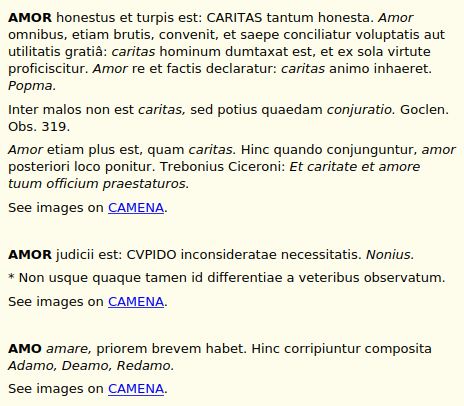 AMOR honestus et turpis est: CARITAS tantum honesta. Amor
omnibus, etiam brutis, convenit, et saepe conciliatur voluptatis aut
utilitatis gratiâ: caritas hominum dumtaxat est, et ex sola virtute
proficiscitur. Amor re et factis declaratur: caritas animo inhaeret.
Popma.
Inter malos non est caritas, sed potius quaedam conjuratio. Goclen.
Obs. 319.
Amor etiam plus est, quam caritas. Hinc quando conjunguntur, amor
posteriori loco ponitur. Trebonius Ciceroni: Et caritate et amore
tuum officium praestaturos.
See images on CAMENA.
AMOR judicii est: CVPIDO inconsideratae necessitatis. Nonius.
* Non usque quaque tamen id differentiae a veteribus observatum.
See images on CAMENA.
AMO amare, priorem brevem habet. Hinc corripiuntur composita
Adamo, Deamo, Redamo.
See images on CAMENA.